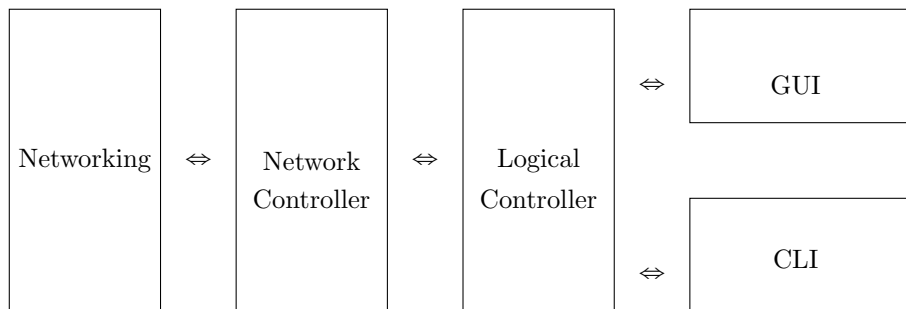 GUI
Networking ⇔ Network Controller ⇔ Logical Controller ⇔
CLI
⇔